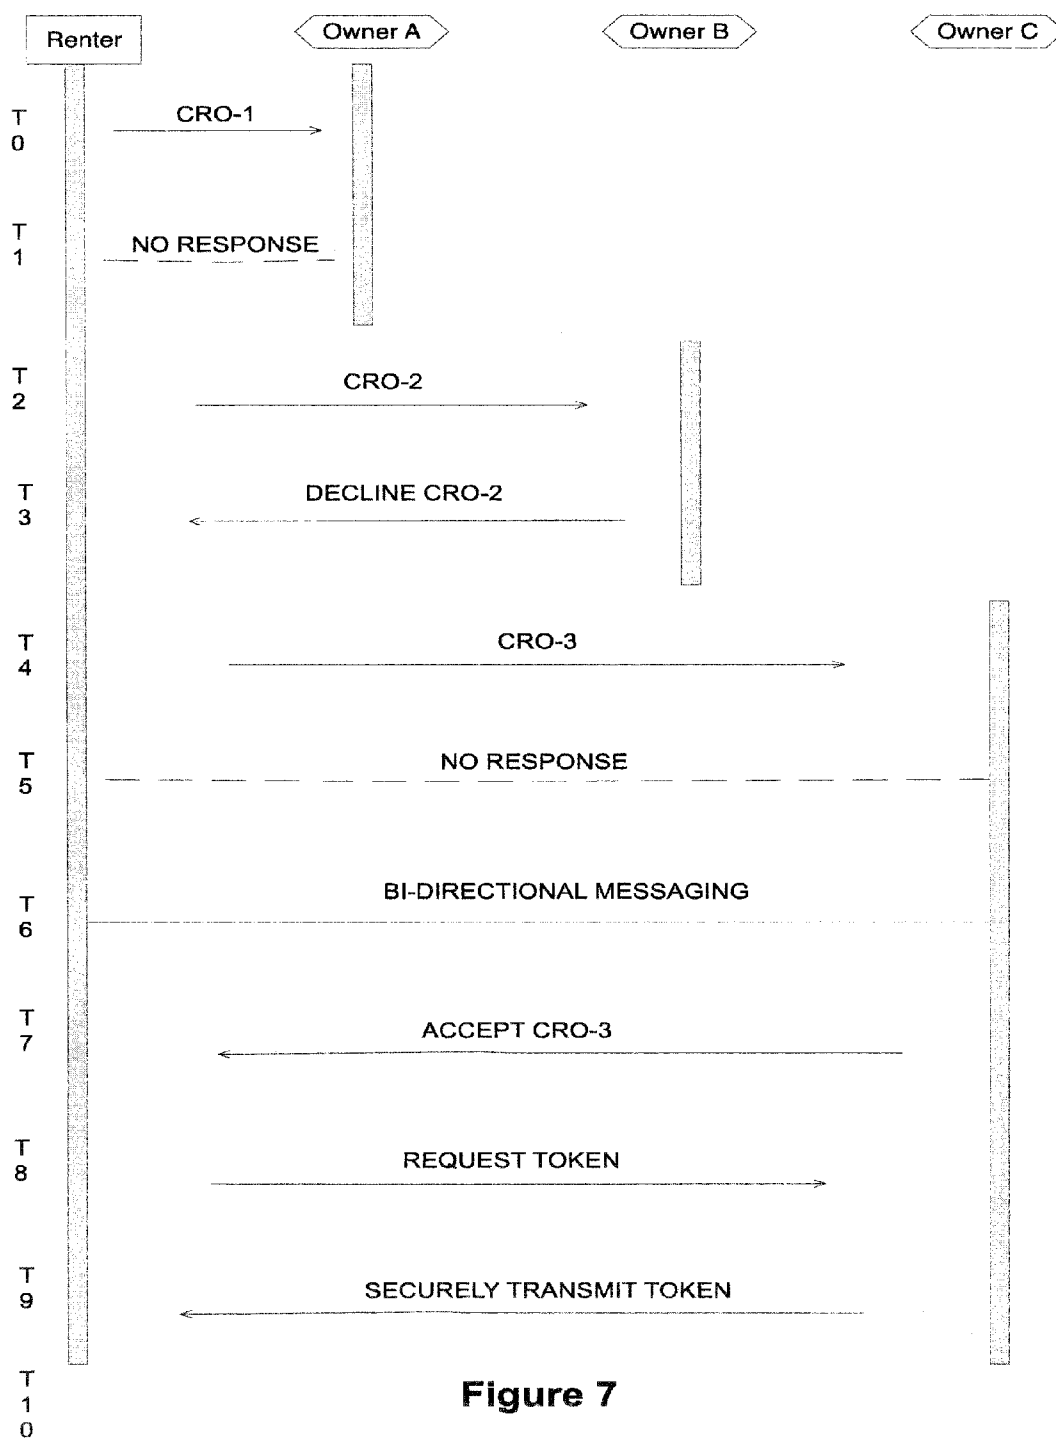 Renter
Owner A
Owner B
Owner C
T
0
CRO-1
T
1
NO RESPONSE
T
2
CRO-2
T
3
DECLINE CRO-2
T
4
CRO-3
T
5
NO RESPONSE
T
6
BI-DIRECTIONAL MESSAGING
T
7
ACCEPT CRO-3
T
8
REQUEST TOKEN
T
9
SECURELY TRANSMIT TOKEN
T
1
0
Figure 7